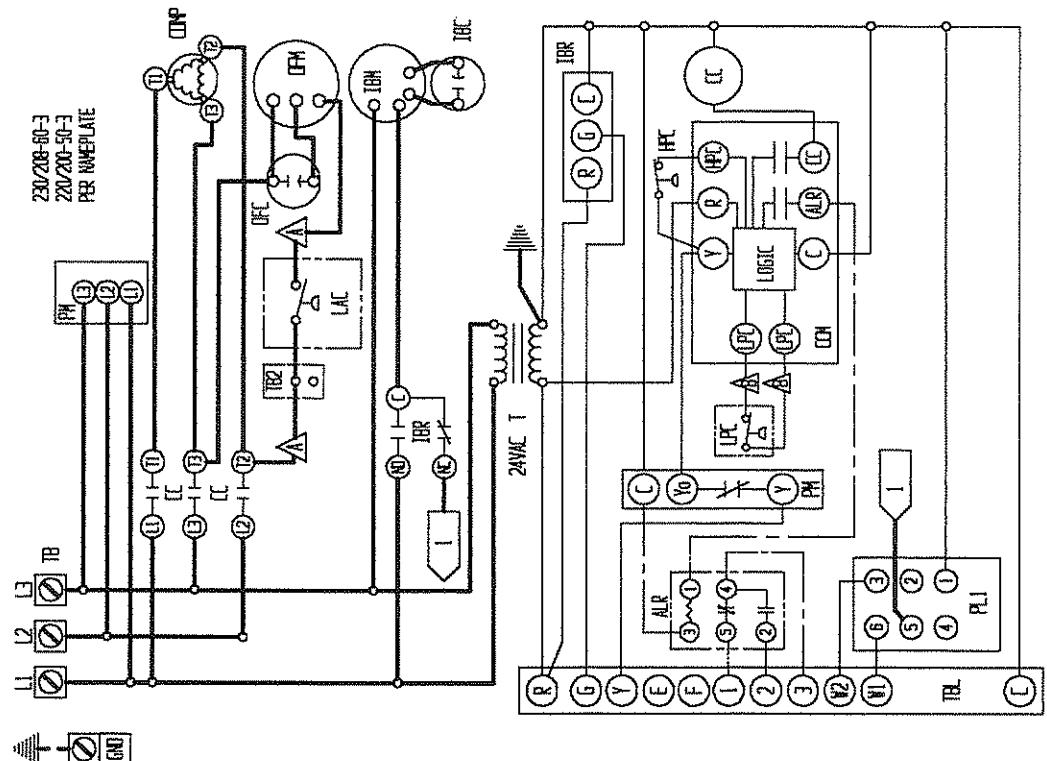 230/208-60-3
220/200-50-3
PER NAMEPLATE
COMP
T1
T2
T3
OFM
IBM
IBC
PM
L3
L2
L1
OFC
A
LAC
TB2
A
T1
T3
T2
CC
CC
L1
L3
L2
C
IBR
NO
NC
1
TB
L3
L2
L1
GND
24VAC T
IBR
R
G
C
CC
HPC
HPC
R
Y
CC
ALR
C
LOGIC
LPC
LPC
CCM
B
B
LPC
C
Yo
Y
PM
1
ALR
1
3
4
5
2
3
2
1
6
5
4
PL1
R
G
Y
E
F
1
2
3
W2
W1
TBL
C